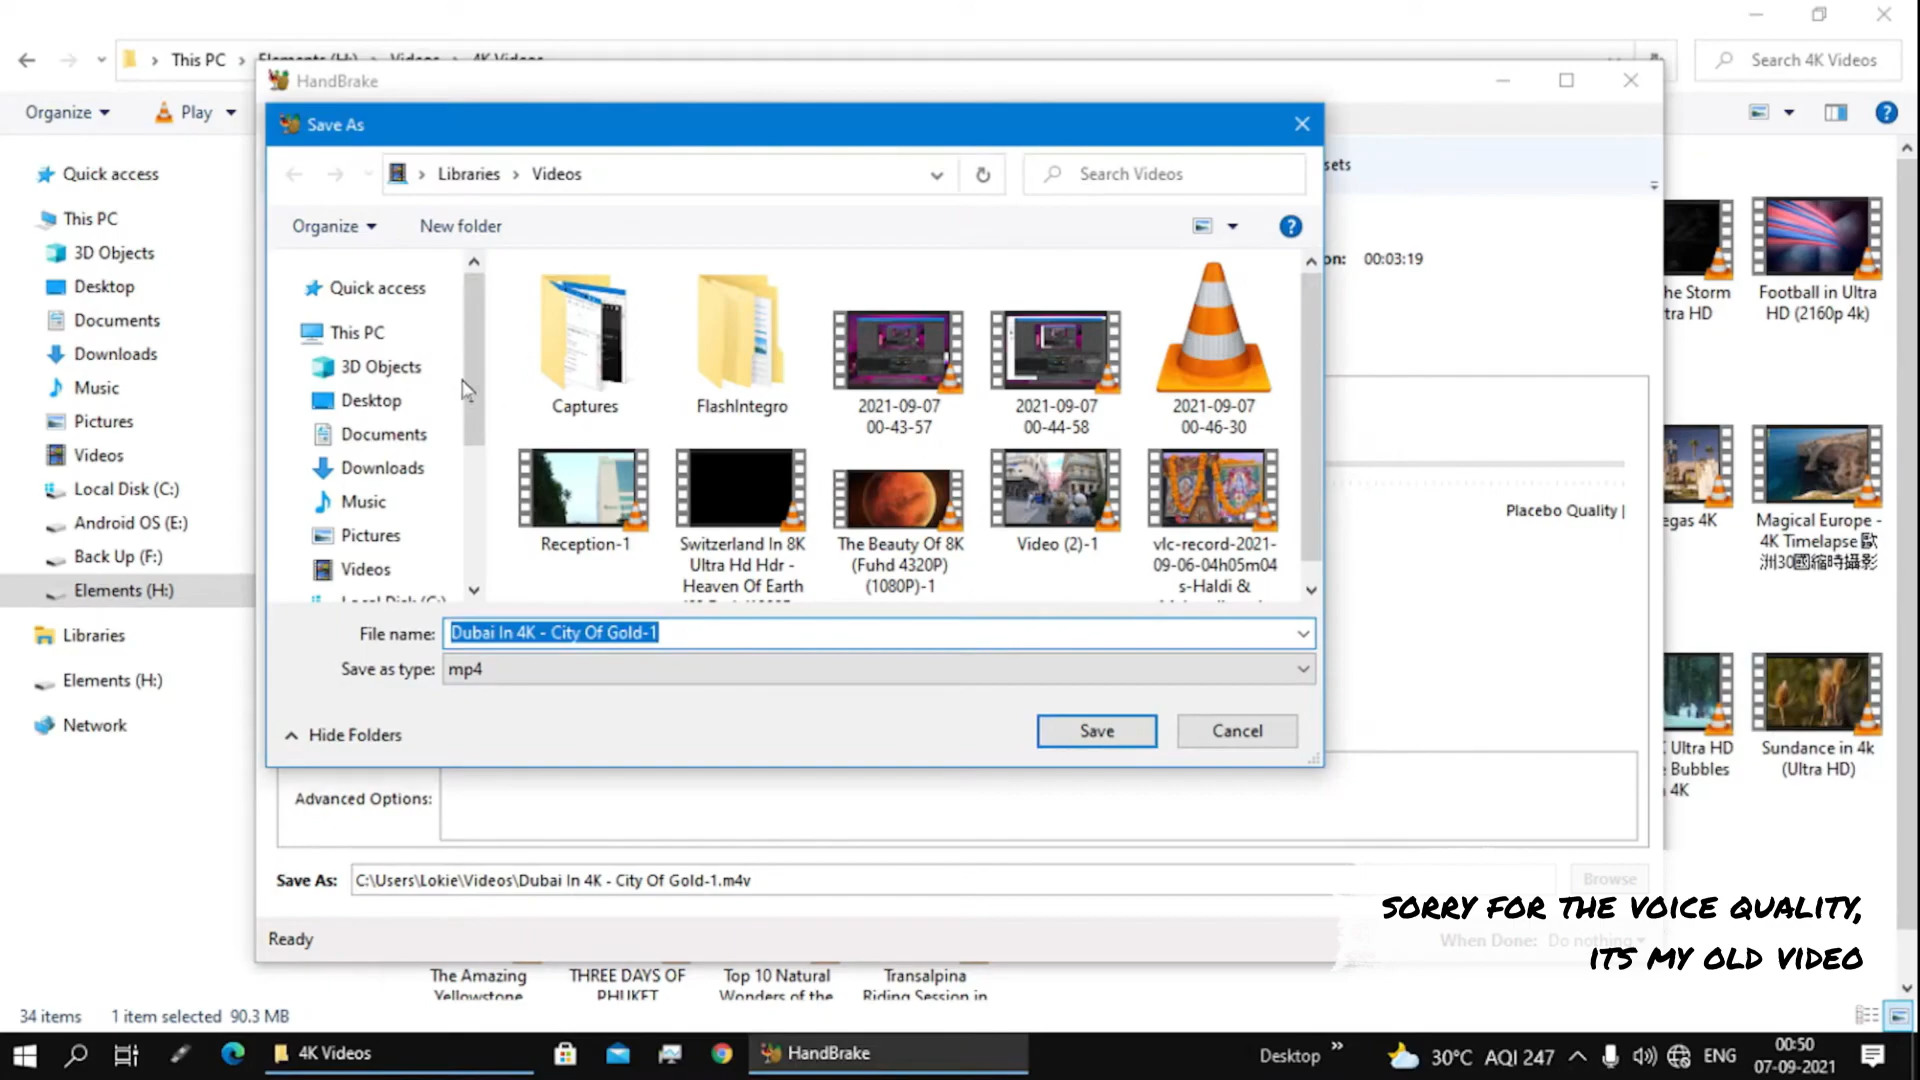 This PC
Elements (H:)
Videos
4K Videos
Search 4K Videos
Organize
Play
Quick access
This PC
3D Objects
Desktop
Documents
Downloads
Music
Pictures
Videos
Local Disk (C:)
Android OS (E:)
Back Up (F:)
Elements (H:)
Libraries
Elements (H:)
Network
HandBrake
Save As
Libraries
Videos
Search Videos
Organize
New folder
Quick access
This PC
3D Objects
Desktop
Documents
Downloads
Music
Pictures
Videos
Local Disk (C:)
Captures
FlashIntegro
2021-09-07
00-43-57
2021-09-07
00-44-58
2021-09-07
00-46-30
Reception-1
Switzerland In 8K
Ultra Hd Hdr -
Heaven Of Earth
The Beauty Of 8K
(Fuhd 4320P)
(1080P)-1
Video (2)-1
vlc-record-2021-
09-06-04h05m04
s-Haldi &
File name:
Dubai In 4K - City Of Gold-1
Save as type:
mp4
Hide Folders
Save
Cancel
sets
on: 00:03:19
Placebo Quality |
Advanced Options:
Save As:
C:\Users\Lokie\Videos\Dubai In 4K - City Of Gold-1.m4v
Browse
Ready
When Done: Do nothing
SORRY FOR THE VOICE QUALITY,
ITS MY OLD VIDEO
he Storm
ra HD
Football in Ultra
HD (2160p 4k)
egas 4K
Magical Europe -
4K Timelapse 歐
洲30國縮時攝影
Ultra HD
e Bubbles
4K
Sundance in 4k
(Ultra HD)
The Amazing
Yellowstone
THREE DAYS OF
PHUKET
Top 10 Natural
Wonders of the
Transalpina
Riding Session in
34 items
1 item selected 90.3 MB
4K Videos
HandBrake
Desktop
30°C AQI 247
ENG
00:50
07-09-2021